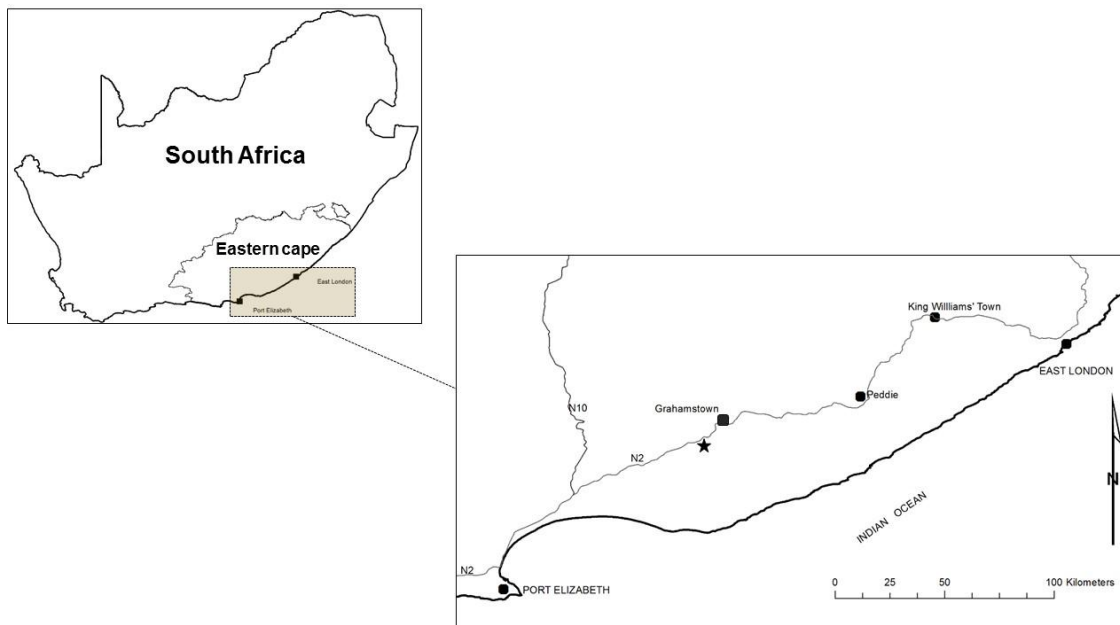 South Africa
Eastern cape
East London
Port Elizabeth
King Willliams' Town
EAST LONDON
Peddie
Grahamstown
N10
N2
INDIAN OCEAN
N
N2
PORT ELIZABETH
0 25 50 100 Kilometers